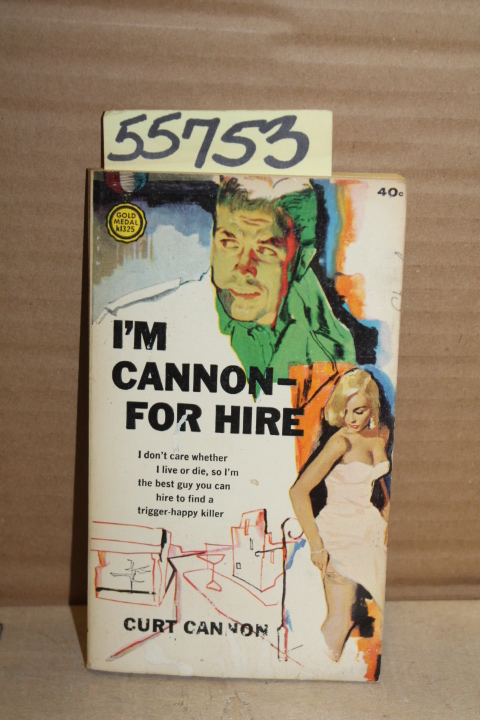 55753
40c
GOLD
MEDAL
k1325
I'M
CANNON—
FOR HIRE
I don't care whether
I live or die, so I'm
the best guy you can
hire to find a
trigger-happy killer
CURT CANNON